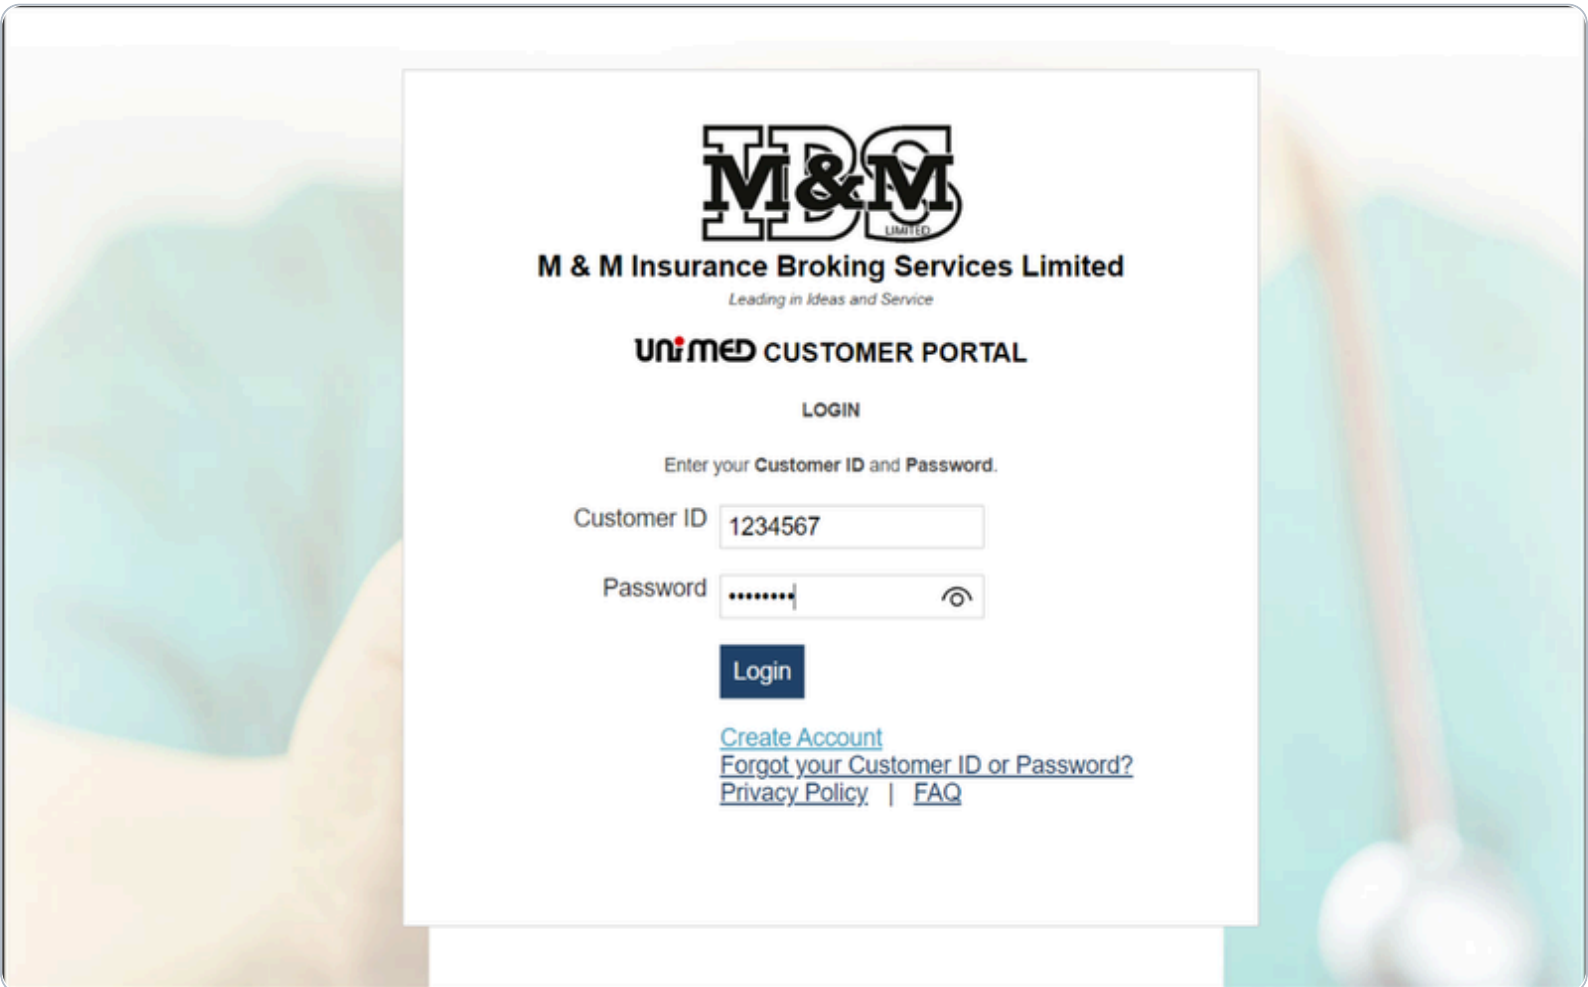 IBS
M&M
LIMITED
M & M Insurance Broking Services Limited
Leading in Ideas and Service
UNiMED CUSTOMER PORTAL
LOGIN
Enter your Customer ID and Password.
Customer ID 1234567
Password ••••••••
Login
Create Account
Forgot your Customer ID or Password?
Privacy Policy | FAQ